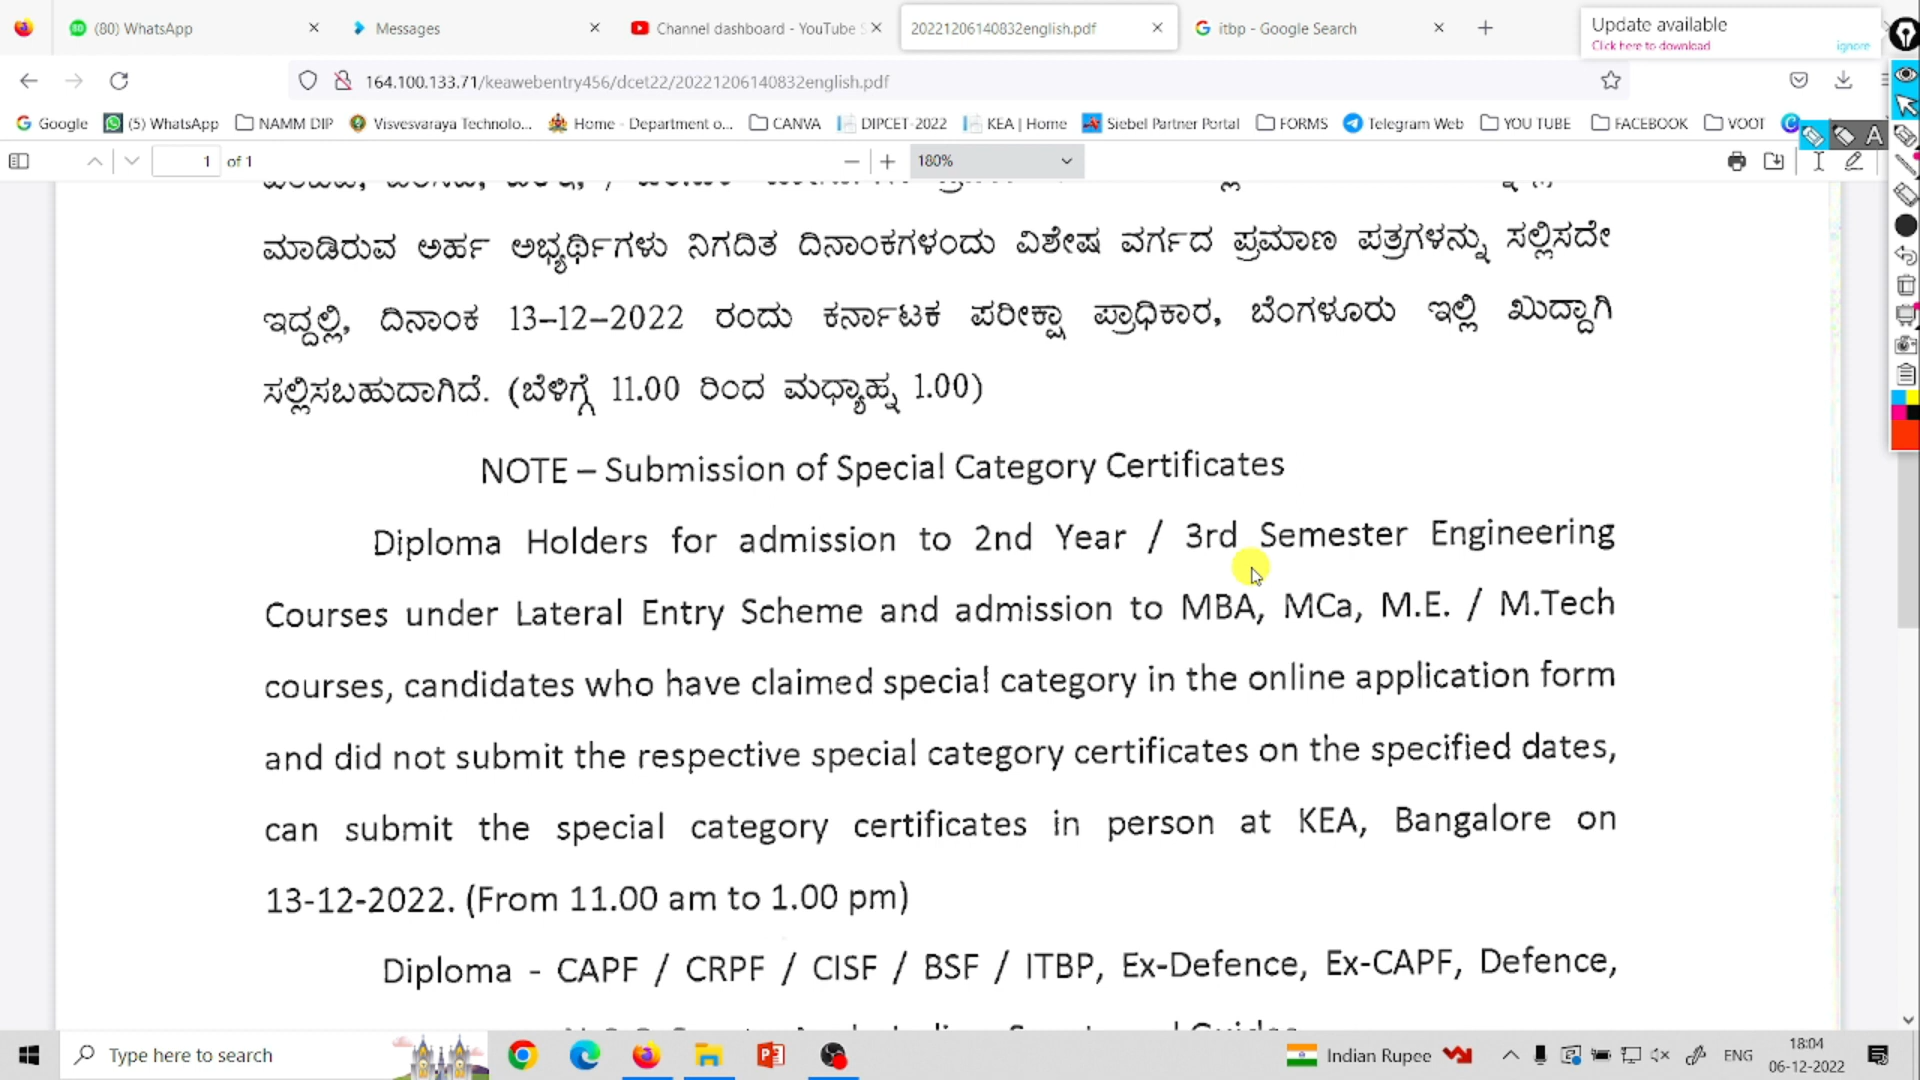 (80) WhatsApp
Messages
Channel dashboard - YouTube S
20221206140832english.pdf
itbp - Google Search
Update available
Click here to download
ignore
164.100.133.71/keawebentry456/dcet22/20221206140832english.pdf
Google
(5) WhatsApp
NAMM DIP
Visvesvaraya Technolo...
Home - Department o...
CANVA
DIPCET-2022
KEA | Home
Siebel Partner Portal
FORMS
Telegram Web
YOU TUBE
FACEBOOK
VOOT
1 of 1
180%
ಮಾಡಿರುವ ಅರ್ಹ ಅಭ್ಯರ್ಥಿಗಳು ನಿಗದಿತ ದಿನಾಂಕಗಳಂದು ವಿಶೇಷ ವರ್ಗದ ಪ್ರಮಾಣ ಪತ್ರಗಳನ್ನು ಸಲ್ಲಿಸದೇ
ಇದ್ದಲ್ಲಿ, ದಿನಾಂಕ 13–12–2022 ರಂದು ಕರ್ನಾಟಕ ಪರೀಕ್ಷಾ ಪ್ರಾಧಿಕಾರ, ಬೆಂಗಳೂರು ಇಲ್ಲಿ ಖುದ್ದಾಗಿ
ಸಲ್ಲಿಸಬಹುದಾಗಿದೆ. (ಬೆಳಿಗ್ಗೆ 11.00 ರಿಂದ ಮಧ್ಯಾಹ್ನ 1.00)
NOTE – Submission of Special Category Certificates
Diploma Holders for admission to 2nd Year / 3rd Semester Engineering
Courses under Lateral Entry Scheme and admission to MBA, MCa, M.E. / M.Tech
courses, candidates who have claimed special category in the online application form
and did not submit the respective special category certificates on the specified dates,
can submit the special category certificates in person at KEA, Bangalore on
13-12-2022. (From 11.00 am to 1.00 pm)
Diploma - CAPF / CRPF / CISF / BSF / ITBP, Ex-Defence, Ex-CAPF, Defence,
Type here to search
Indian Rupee
ENG
18:04
06-12-2022